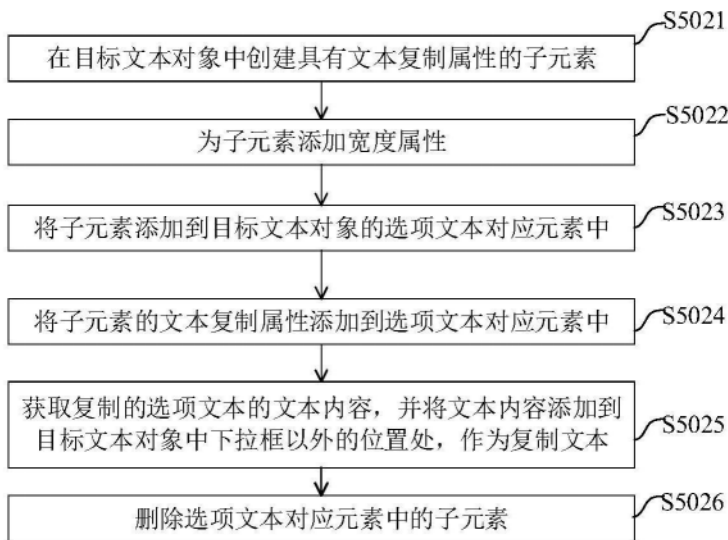 S5021
在目标文本对象中创建具有文本复制属性的子元素
S5022
为子元素添加宽度属性
S5023
将子元素添加到目标文本对象的选项文本对应元素中
S5024
将子元素的文本复制属性添加到选项文本对应元素中
获取复制的选项文本的文本内容，并将文本内容添加到
目标文本对象中下拉框以外的位置处，作为复制文本
S5025
S5026
删除选项文本对应元素中的子元素